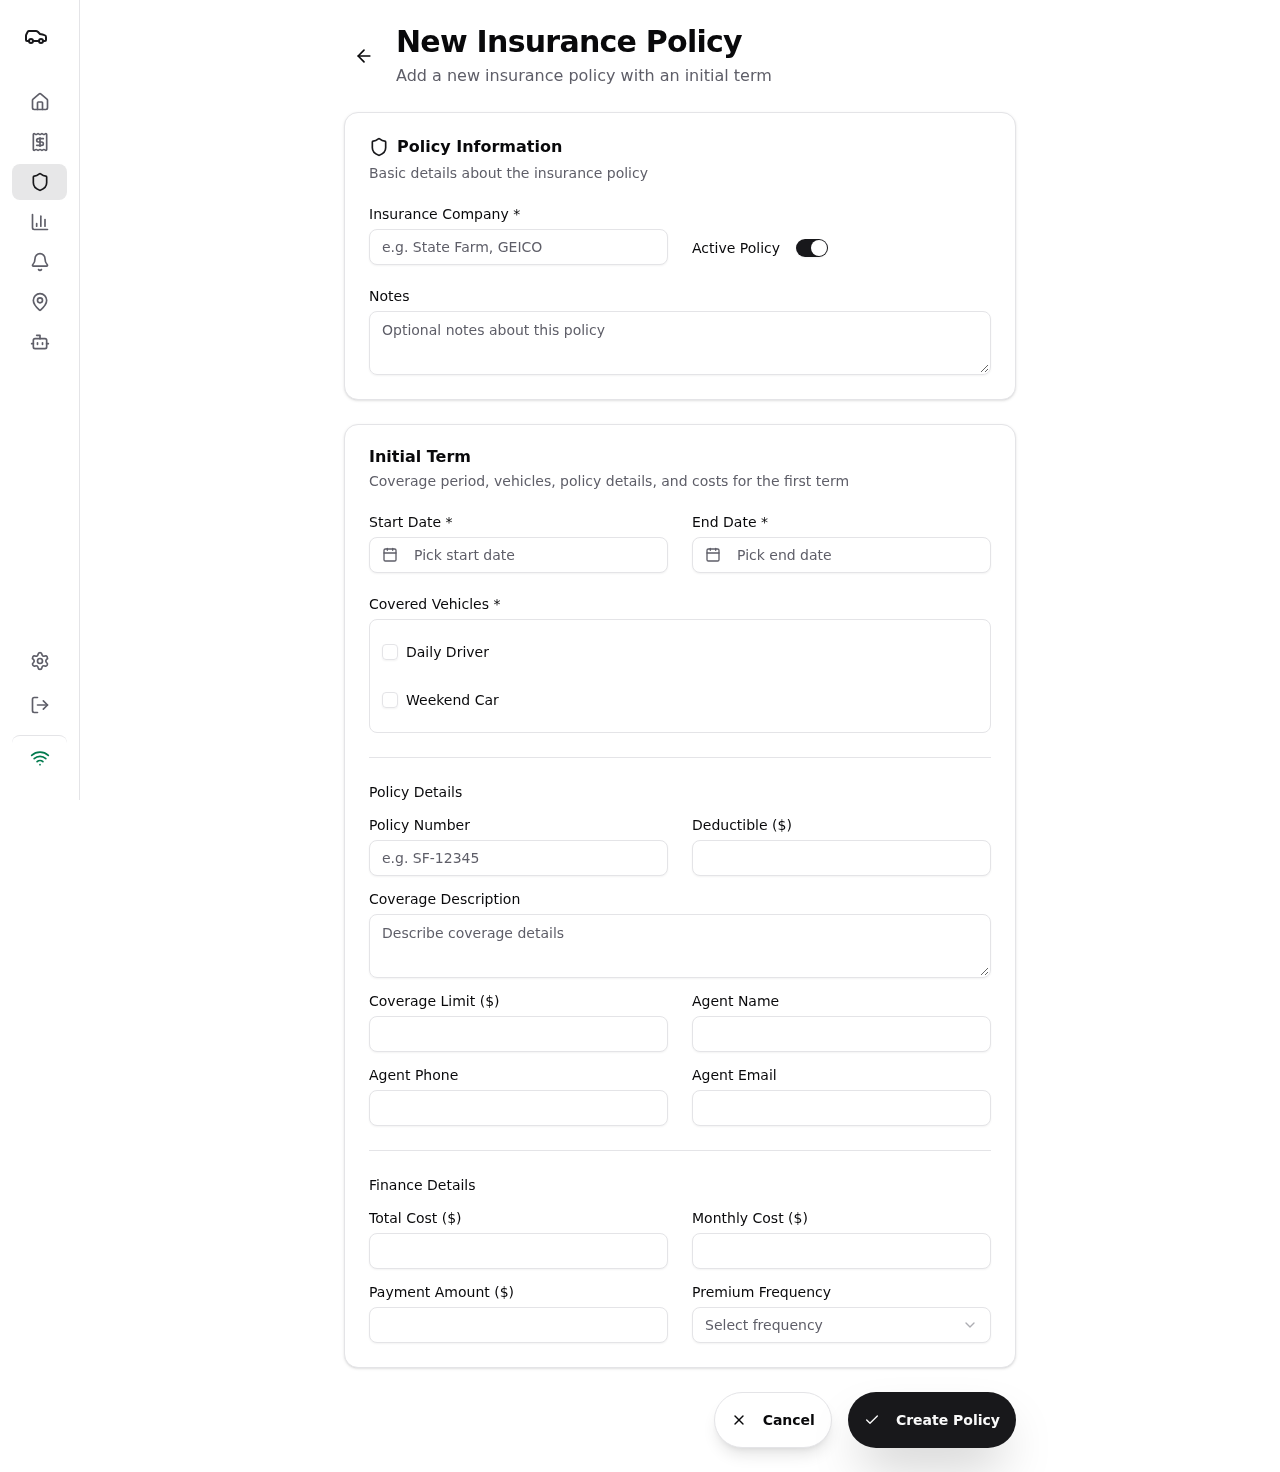 New Insurance Policy
Add a new insurance policy with an initial term
Policy Information
Basic details about the insurance policy
Insurance Company *
e.g. State Farm, GEICO
Active Policy
Notes
Optional notes about this policy
Initial Term
Coverage period, vehicles, policy details, and costs for the first term
Start Date *
End Date *
Pick start date
Pick end date
Covered Vehicles *
Daily Driver
Weekend Car
Policy Details
Policy Number
Deductible ($)
e.g. SF-12345
Coverage Description
Describe coverage details
Coverage Limit ($)
Agent Name
Agent Phone
Agent Email
Finance Details
Total Cost ($)
Monthly Cost ($)
Payment Amount ($)
Premium Frequency
Select frequency
Cancel
Create Policy